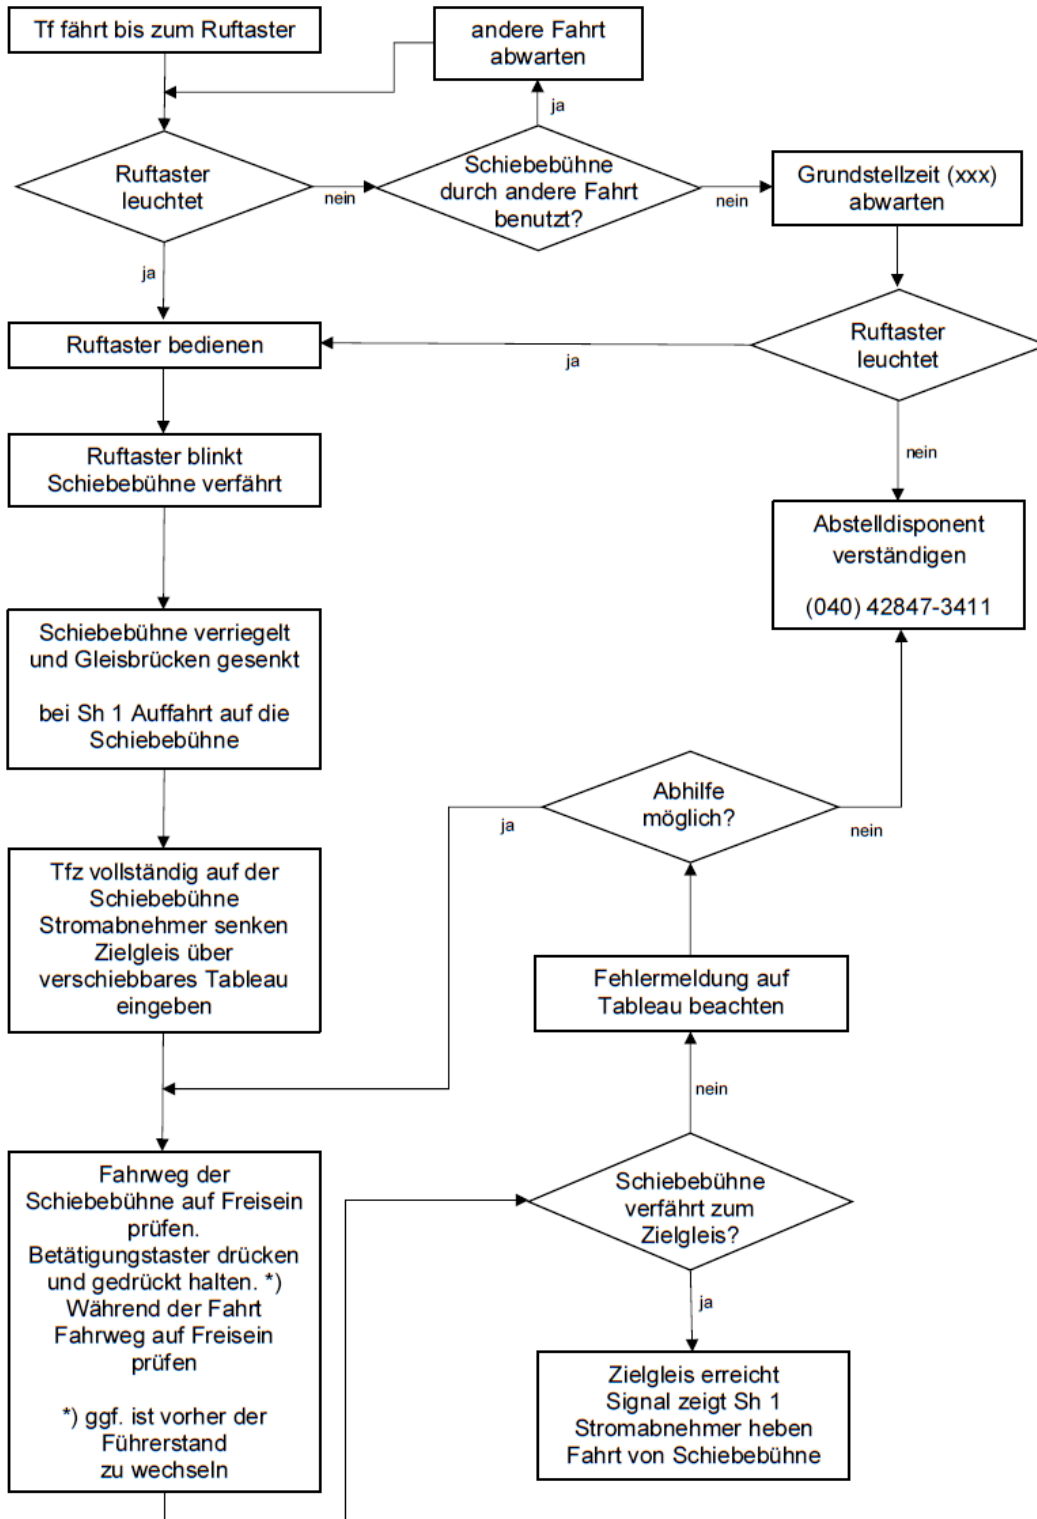 Tf fährt bis zum Ruftaster
andere Fahrt
abwarten
ja
Ruftaster
leuchtet
nein
Schiebebühne
durch andere Fahrt
benutzt?
nein
Grundstellzeit (xxx)
abwarten
ja
Ruftaster bedienen
ja
Ruftaster
leuchtet
nein
Ruftaster blinkt
Schiebebühne verfährt
Abstelldisponent
verständigen
(040) 42847-3411
Schiebebühne verriegelt
und Gleisbrücken gesenkt
bei Sh 1 Auffahrt auf die
Schiebebühne
Abhilfe
möglich?
ja
nein
Tfz vollständig auf der
Schiebebühne
Stromabnehmer senken
Zielgleis über
verschiebbares Tableau
eingeben
Fehlermeldung auf
Tableau beachten
nein
Fahrweg der
Schiebebühne auf Freisein
prüfen.
Betätigungstaster drücken
und gedrückt halten. *)
Während der Fahrt
Fahrweg auf Freisein
prüfen
*) ggf. ist vorher der
Führerstand
zu wechseln
Schiebebühne
verfährt zum
Zielgleis?
ja
Zielgleis erreicht
Signal zeigt Sh 1
Stromabnehmer heben
Fahrt von Schiebebühne